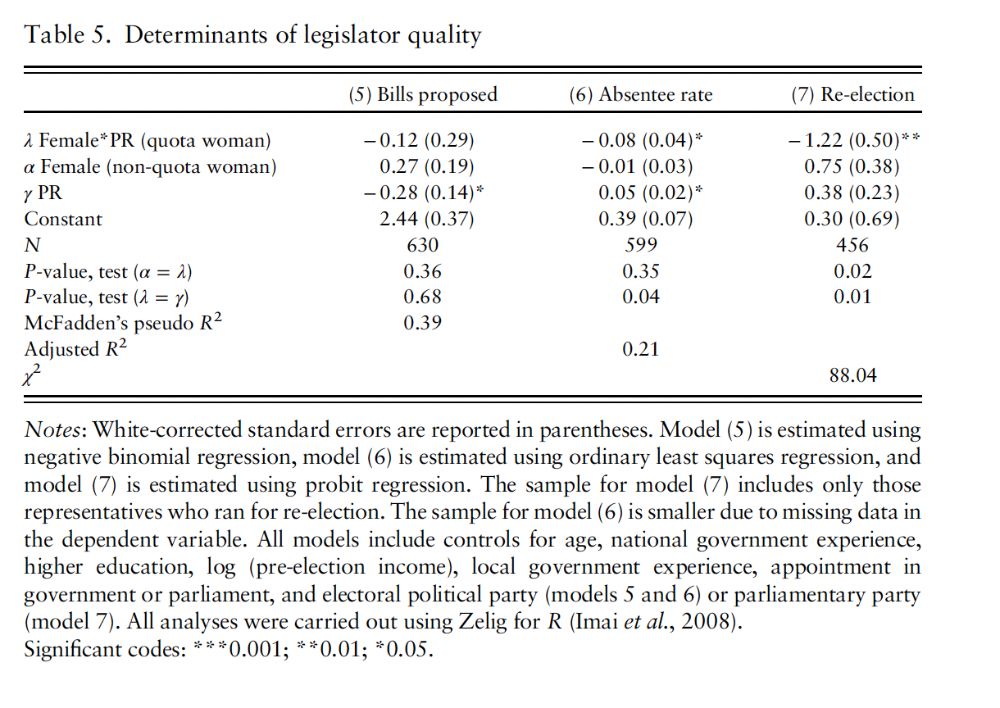 Table 5. Determinants of legislator quality
(5) Bills proposed (6) Absentee rate (7) Re-election
λ Female*PR (quota woman) −0.12 (0.29) −0.08 (0.04)* −1.22 (0.50)**
α Female (non-quota woman) 0.27 (0.19) −0.01 (0.03) 0.75 (0.38)
γ PR −0.28 (0.14)* 0.05 (0.02)* 0.38 (0.23)
Constant 2.44 (0.37) 0.39 (0.07) 0.30 (0.69)
N 630 599 456
P-value, test (α = λ) 0.36 0.35 0.02
P-value, test (λ = γ) 0.68 0.04 0.01
McFadden's pseudo R² 0.39
Adjusted R² 0.21
χ² 88.04
Notes: White-corrected standard errors are reported in parentheses. Model (5) is estimated using
negative binomial regression, model (6) is estimated using ordinary least squares regression, and
model (7) is estimated using probit regression. The sample for model (7) includes only those
representatives who ran for re-election. The sample for model (6) is smaller due to missing data in
the dependent variable. All models include controls for age, national government experience,
higher education, log (pre-election income), local government experience, appointment in
government or parliament, and electoral political party (models 5 and 6) or parliamentary party
(model 7). All analyses were carried out using Zelig for R (Imai et al., 2008).
Significant codes: ***0.001; **0.01; *0.05.